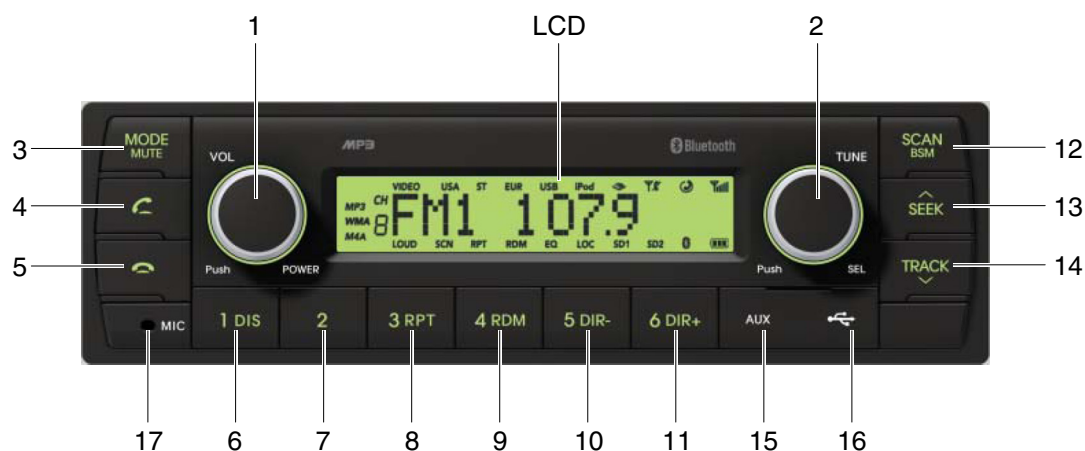 1 LCD 2
MODE
MUTE
VOL
MP3
Bluetooth
TUNE
SCAN
BSM
3
12
VIDEO USA ST EUR USB iPod
MP3 CH
WMA
M4A
8
FM1 107.9
LOUD SCN RPT RDM EQ LOC SD1 SD2
4
SEEK
13
5
Push POWER
Push SEL
TRACK
14
MIC
1 DIS
2
3 RPT
4 RDM
5 DIR-
6 DIR+
AUX
17 6 7 8 9 10 11 15 16